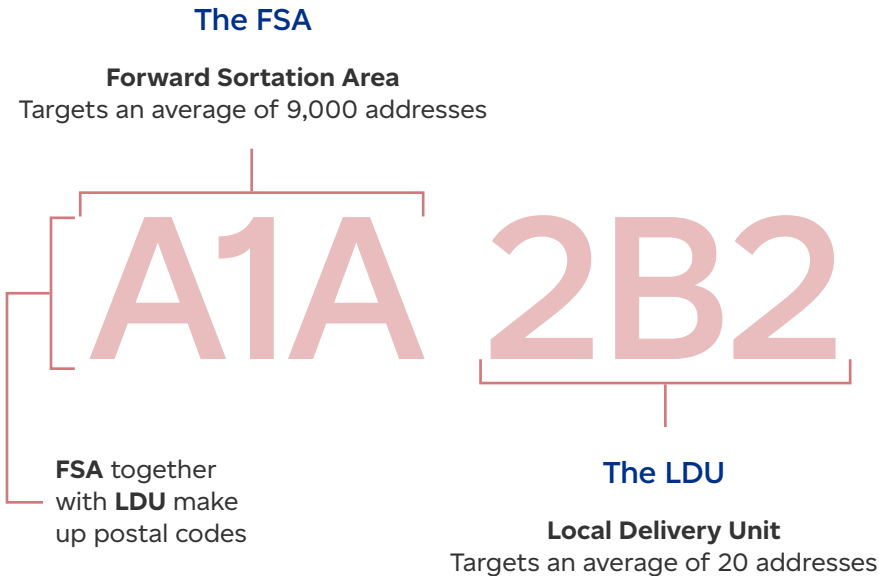 The FSA
Forward Sortation Area
Targets an average of 9,000 addresses
A1A 2B2
FSA together
with LDU make
up postal codes
The LDU
Local Delivery Unit
Targets an average of 20 addresses